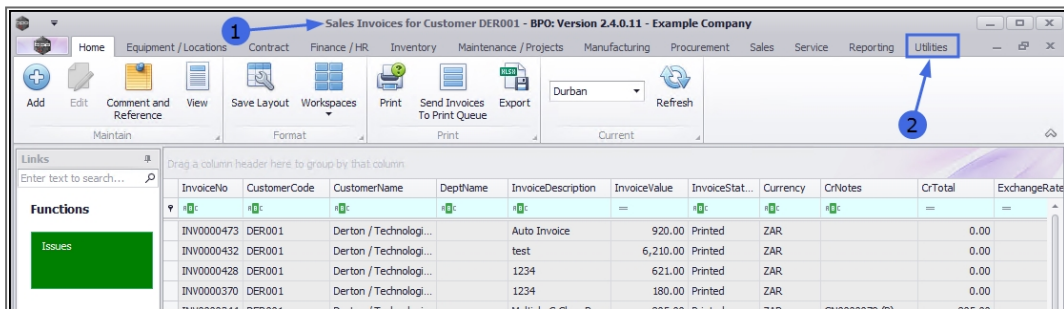 1
Sales Invoices for Customer DER001 - BPO: Version 2.4.0.11 - Example Company
Home Equipment / Locations Contract Finance / HR Inventory Maintenance / Projects Manufacturing Procurement Sales Service Reporting Utilities
Add Edit Comment and Reference View Save Layout Workspaces Print Send Invoices To Print Queue Export Durban Refresh
2
Maintain Format Print Current
Links
Drag a column header here to group by that column
Enter text to search...
InvoiceNo CustomerCode CustomerName DeptName InvoiceDescription InvoiceValue InvoiceStat... Currency CrNotes CrTotal ExchangeRate
Functions
Issues
INV0000473 DER001 Derton / Technologi... Auto Invoice 920.00 Printed ZAR 0.00
INV0000432 DER001 Derton / Technologi... test 6,210.00 Printed ZAR 0.00
INV0000428 DER001 Derton / Technologi... 1234 621.00 Printed ZAR 0.00
INV0000370 DER001 Derton / Technologi... 1234 180.00 Printed ZAR 0.00